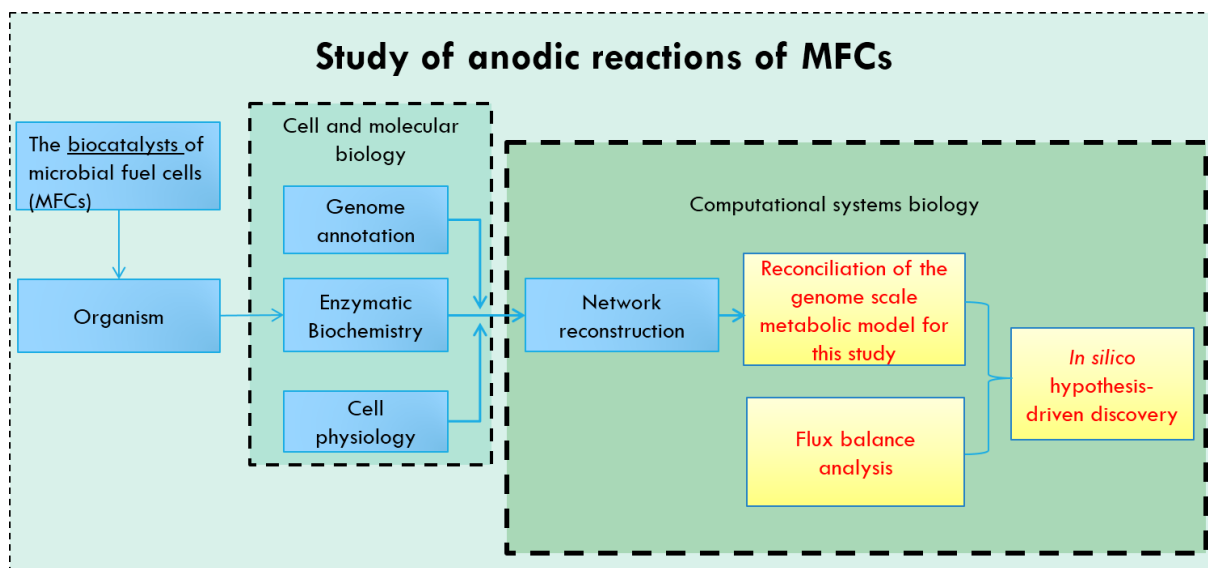 Study of anodic reactions of MFCs
The biocatalysts of
microbial fuel cells
(MFCs)
Organism
Cell and molecular
biology
Genome
annotation
Enzymatic
Biochemistry
Cell
physiology
Computational systems biology
Network
reconstruction
Reconciliation of the
genome scale
metabolic model for
this study
Flux balance
analysis
In silico
hypothesis-
driven discovery